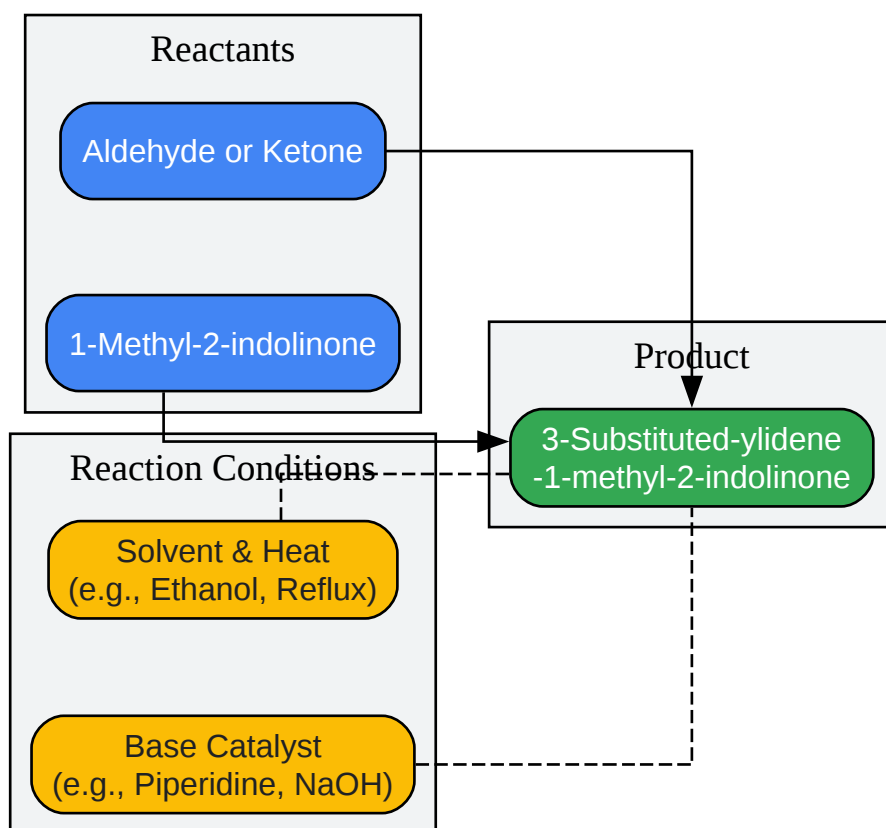 Reactants
Aldehyde or Ketone
1-Methyl-2-indolinone
Product
3-Substituted-ylidene
-1-methyl-2-indolinone
Reaction Conditions
Solvent & Heat
(e.g., Ethanol, Reflux)
Base Catalyst
(e.g., Piperidine, NaOH)